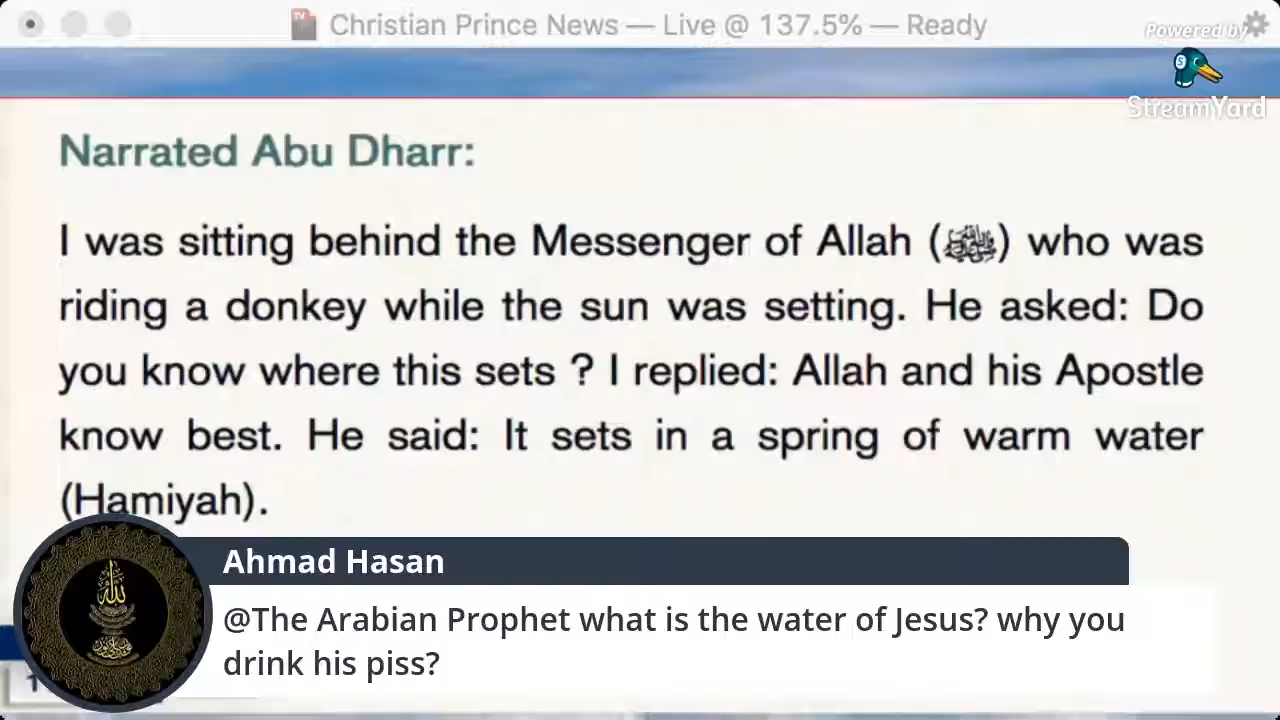 Christian Prince News — Live @ 137.5% — Ready
Powered by
StreamYard
Narrated Abu Dharr:
I was sitting behind the Messenger of Allah (ﷺ) who was
riding a donkey while the sun was setting. He asked: Do
you know where this sets ? I replied: Allah and his Apostle
know best. He said: It sets in a spring of warm water
(Hamiyah).
Ahmad Hasan
@The Arabian Prophet what is the water of Jesus? why you
drink his piss?